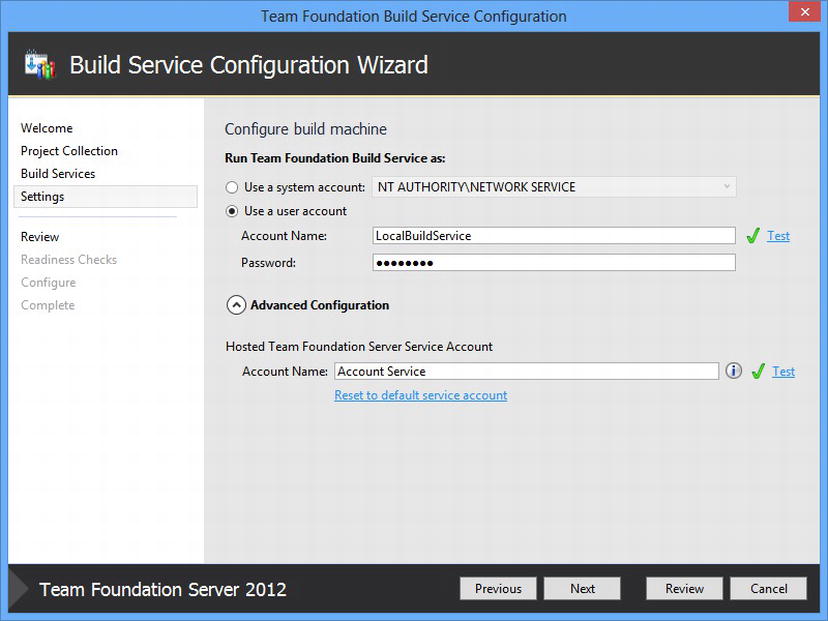 Team Foundation Build Service Configuration
Build Service Configuration Wizard
Welcome
Project Collection
Build Services
Settings
Review
Readiness Checks
Configure
Complete
Configure build machine
Run Team Foundation Build Service as:
Use a system account: NT AUTHORITY\NETWORK SERVICE
Use a user account
Account Name: LocalBuildService Test
Password: ●●●●●●●●
Advanced Configuration
Hosted Team Foundation Server Service Account
Account Name: Account Service Test
Reset to default service account
Team Foundation Server 2012
Previous Next Review Cancel